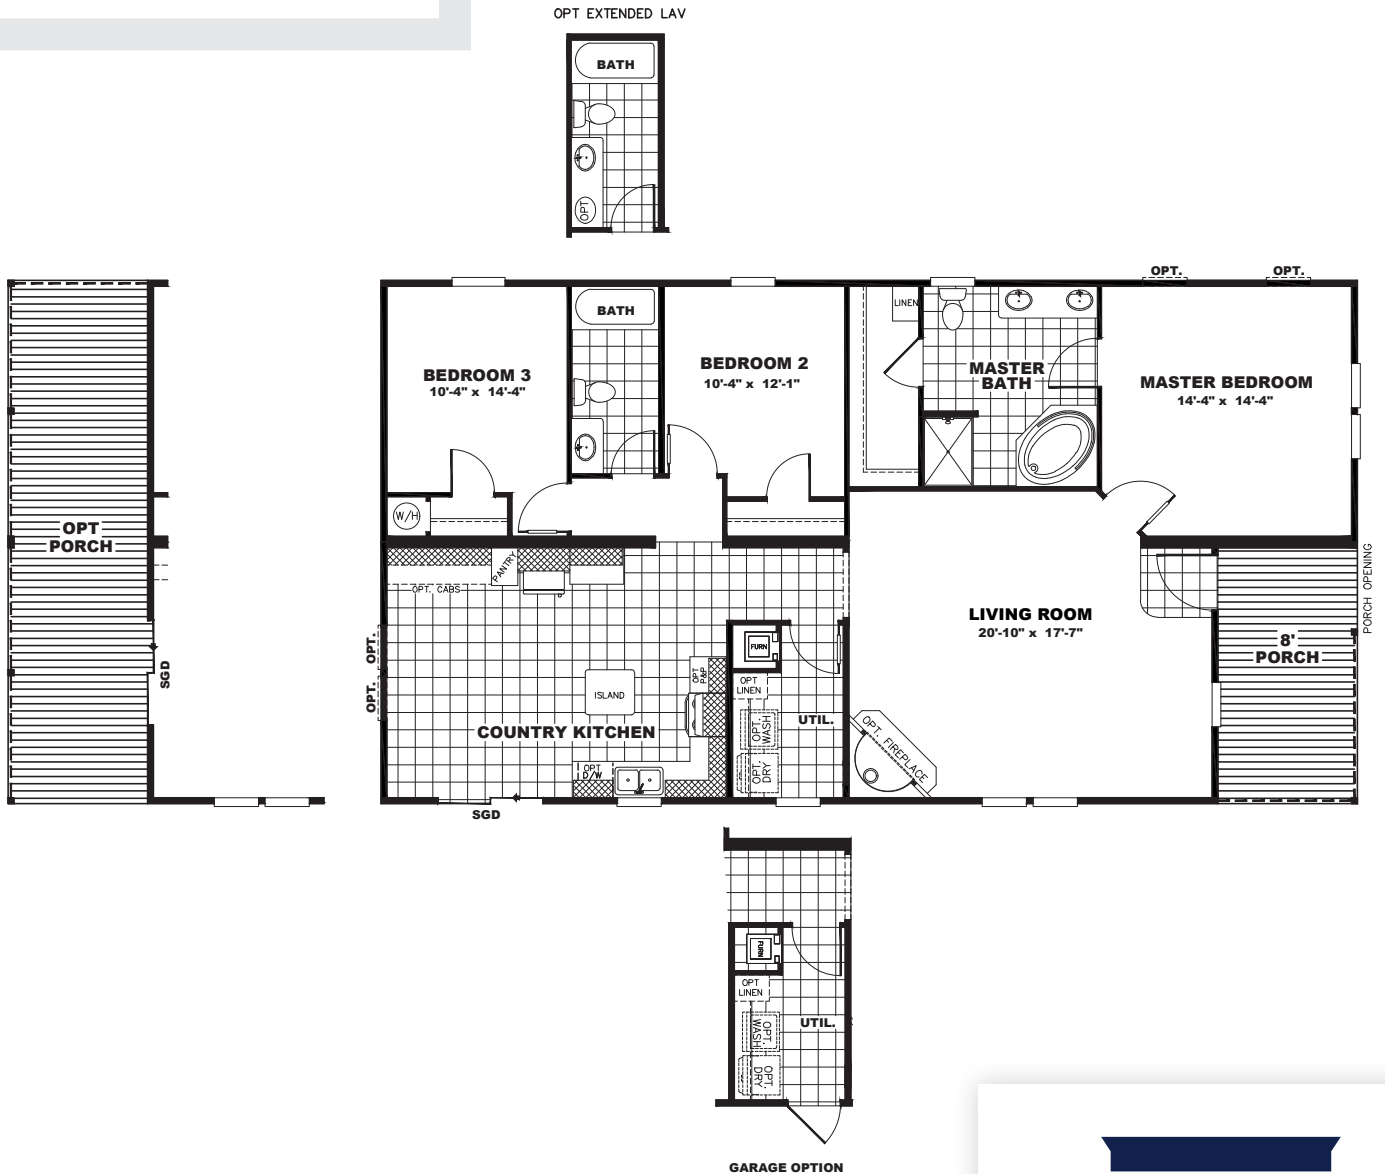 OPT EXTENDED LAV
BATH
OPT
OPT.
OPT.
BEDROOM 3
10'-4" x 14'-4"
BATH
BEDROOM 2
10'-4" x 12'-1"
LINEN
MASTER
BATH
MASTER BEDROOM
14'-4" x 14'-4"
W/H
OPT
PORCH
SGD
PANTRY
OPT. CABS
OPT.
OPT.
ISLAND
OPT
P&P
COUNTRY KITCHEN
OPT
D/W
SGD
FURN
OPT
LINEN
OPT.
WASH
OPT.
DRY
UTIL.
LIVING ROOM
20'-10" x 17'-7"
OPT. FIREPLACE
8'
PORCH
PORCH OPENING
FURN
OPT
LINEN
OPT.
WASH
OPT.
DRY
UTIL.
GARAGE OPTION